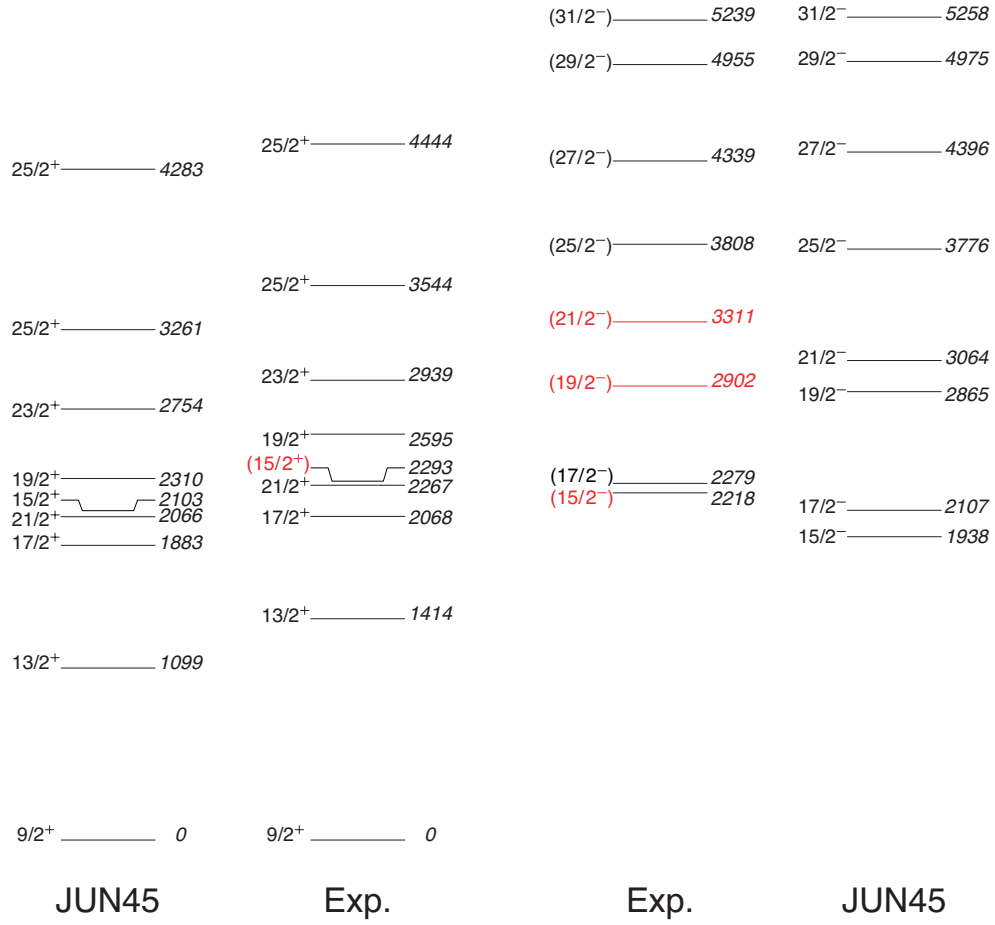 (31/2⁻) 5239 31/2⁻ 5258
(29/2⁻) 4955 29/2⁻ 4975
25/2⁺ 4444 (27/2⁻) 4339 27/2⁻ 4396
25/2⁺ 4283
(25/2⁻) 3808 25/2⁻ 3776
25/2⁺ 3544
25/2⁺ 3261 (21/2⁻) 3311
21/2⁻ 3064
23/2⁺ 2939 (19/2⁻) 2902 19/2⁻ 2865
23/2⁺ 2754
19/2⁺ 2595
19/2⁺ 2310 (15/2⁺) 2293 (17/2⁻) 2279
15/2⁺ 2103 21/2⁺ 2267 (15/2⁻) 2218
21/2⁺ 2066 17/2⁺ 2068 17/2⁻ 2107
17/2⁺ 1883 15/2⁻ 1938
13/2⁺ 1414
13/2⁺ 1099
9/2⁺ 0 9/2⁺ 0
JUN45 Exp. Exp. JUN45